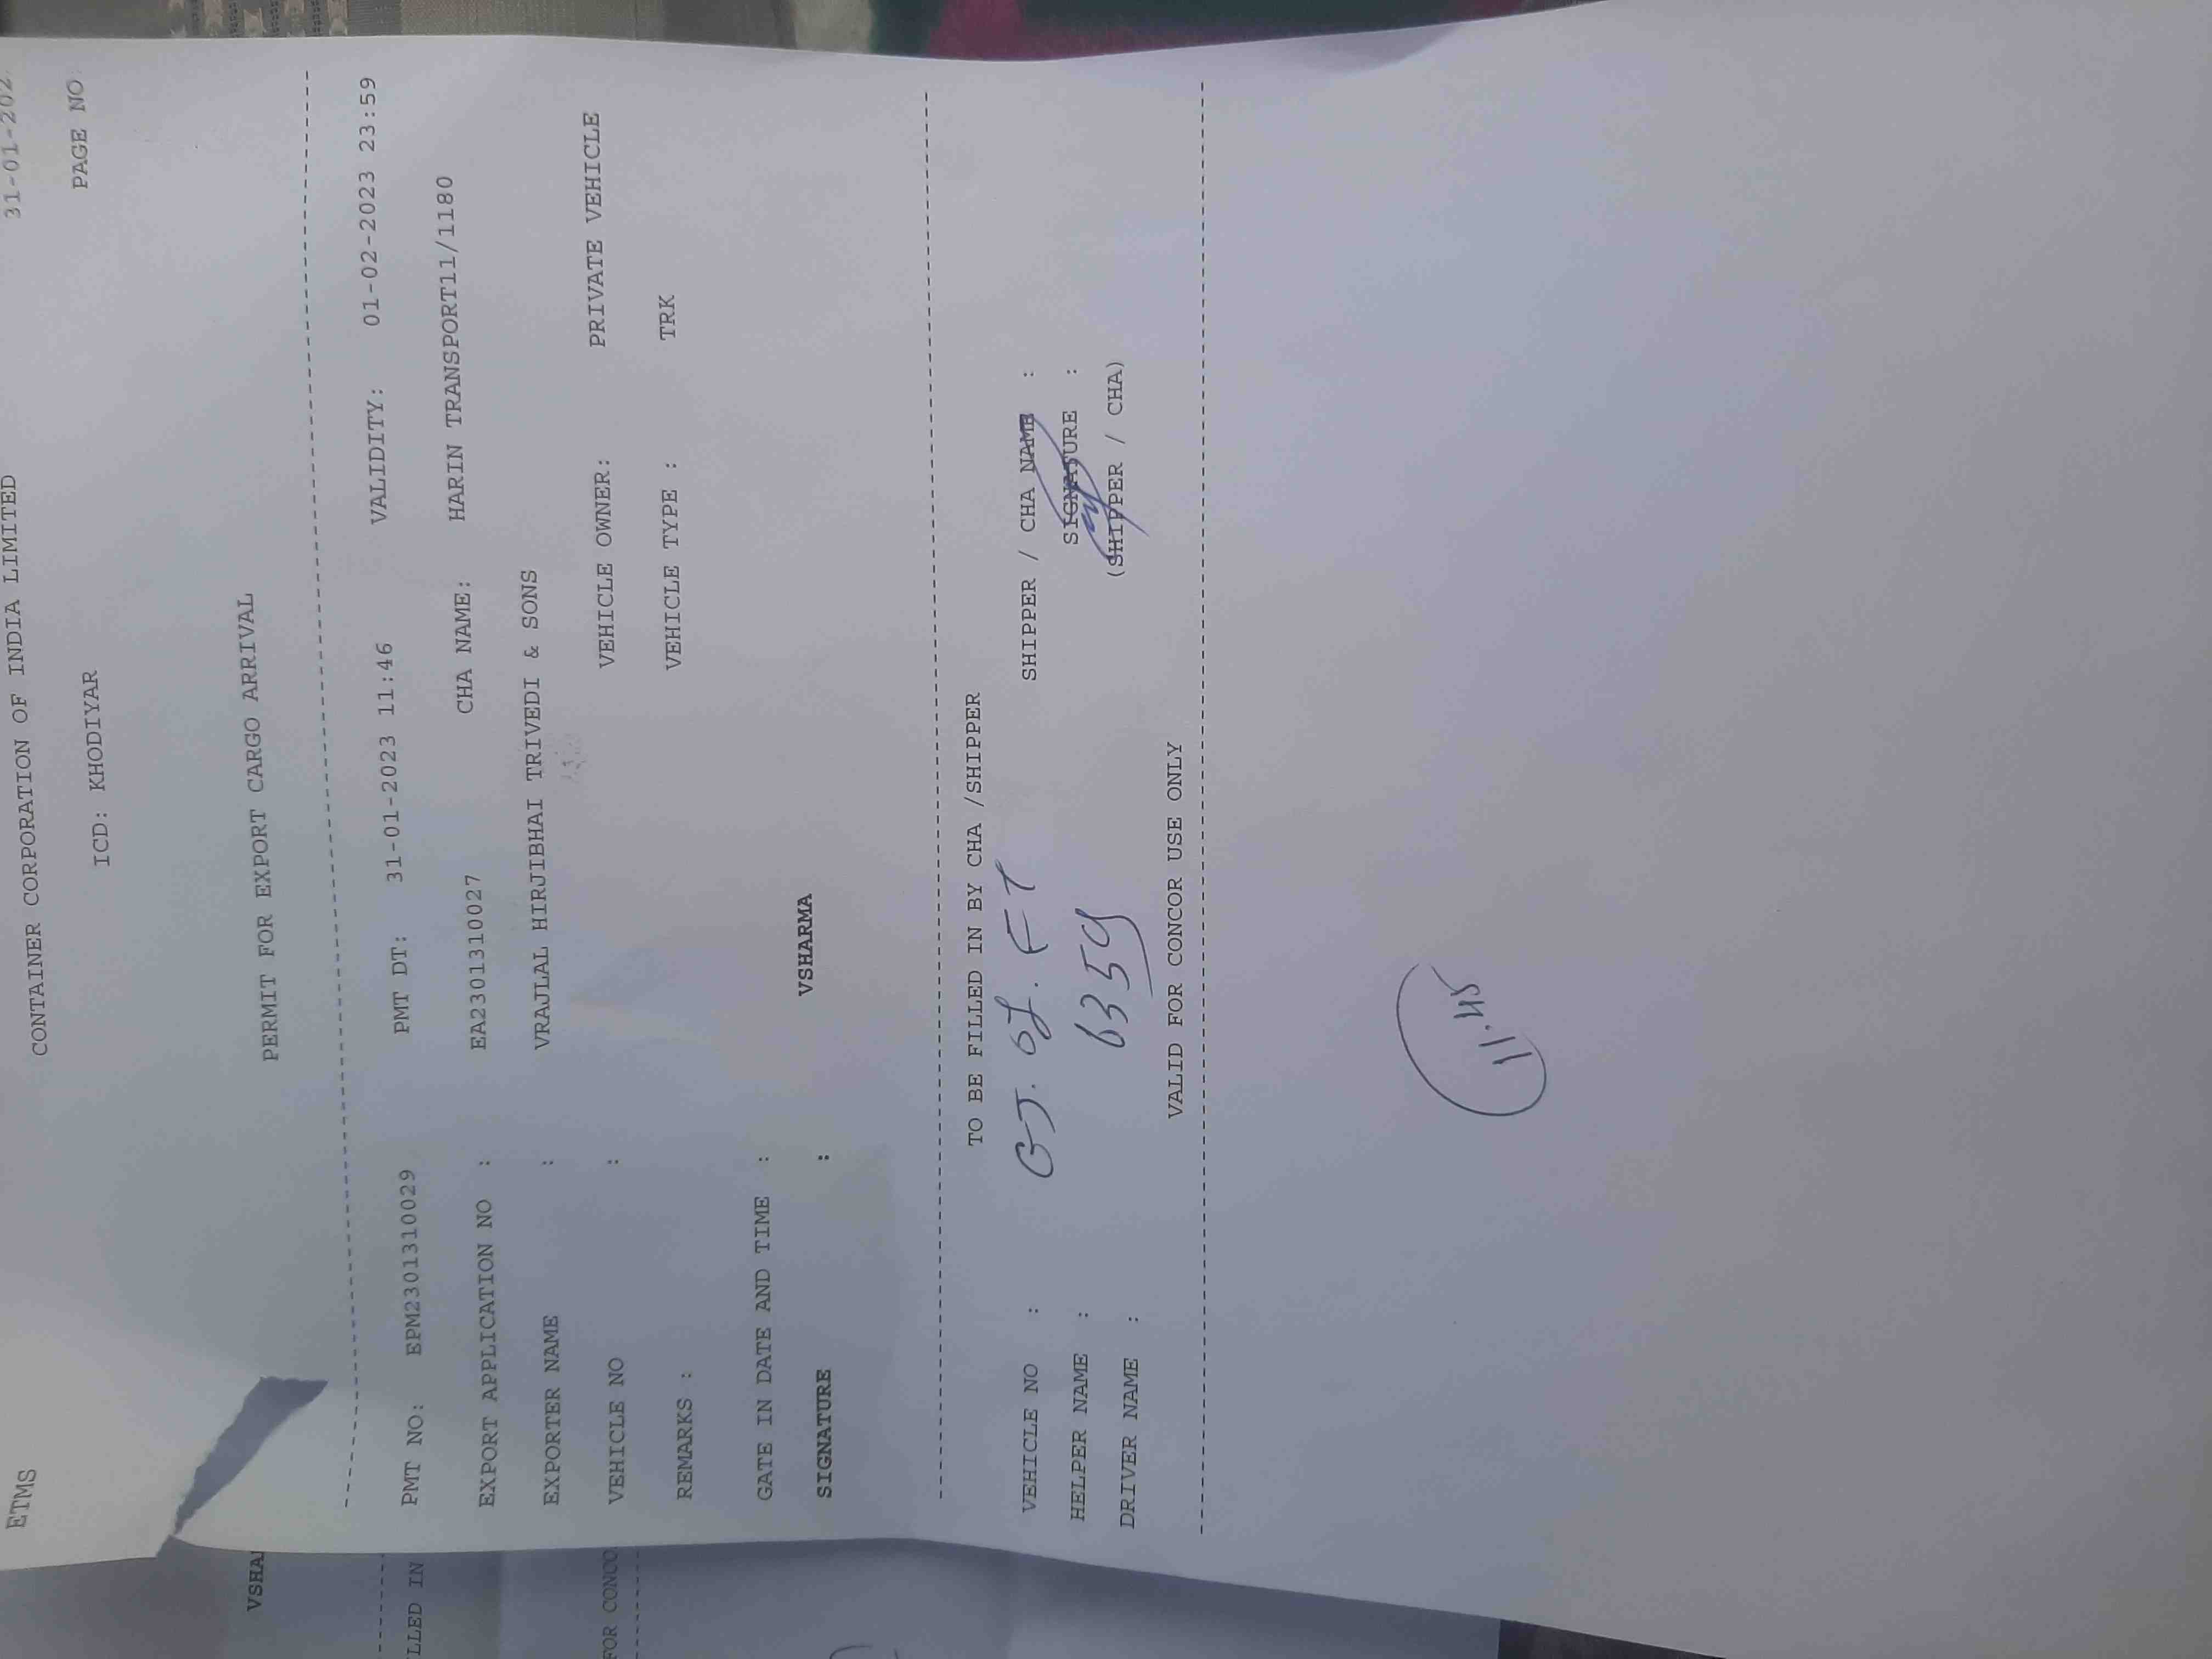 ETMS CONTAINER CORPORATION OF INDIA LIMITED 31-01-202
ICD: KHODIYAR PAGE NO
PERMIT FOR EXPORT CARGO ARRIVAL
PMT NO: EPM2301310029 PMT DT: 31-01-2023 11:46 VALIDITY: 01-02-2023 23:59
EXPORT APPLICATION NO : EA2301310027 CHA NAME: HARIN TRANSPORT11/1180
EXPORTER NAME : VRAJLAL HIRJIBHAI TRIVEDI & SONS
VEHICLE NO : VEHICLE OWNER: PRIVATE VEHICLE
REMARKS : VEHICLE TYPE : TRK
GATE IN DATE AND TIME :
SIGNATURE : VSHARMA
TO BE FILLED IN BY CHA /SHIPPER
VEHICLE NO : GJ. SHIPPER / CHA NAME :
HELPER NAME : 6359 SIGNATURE :
DRIVER NAME : (SHIPPER / CHA)
VALID FOR CONCOR USE ONLY
11.45
VSHA
LLED IN
FOR CONCO